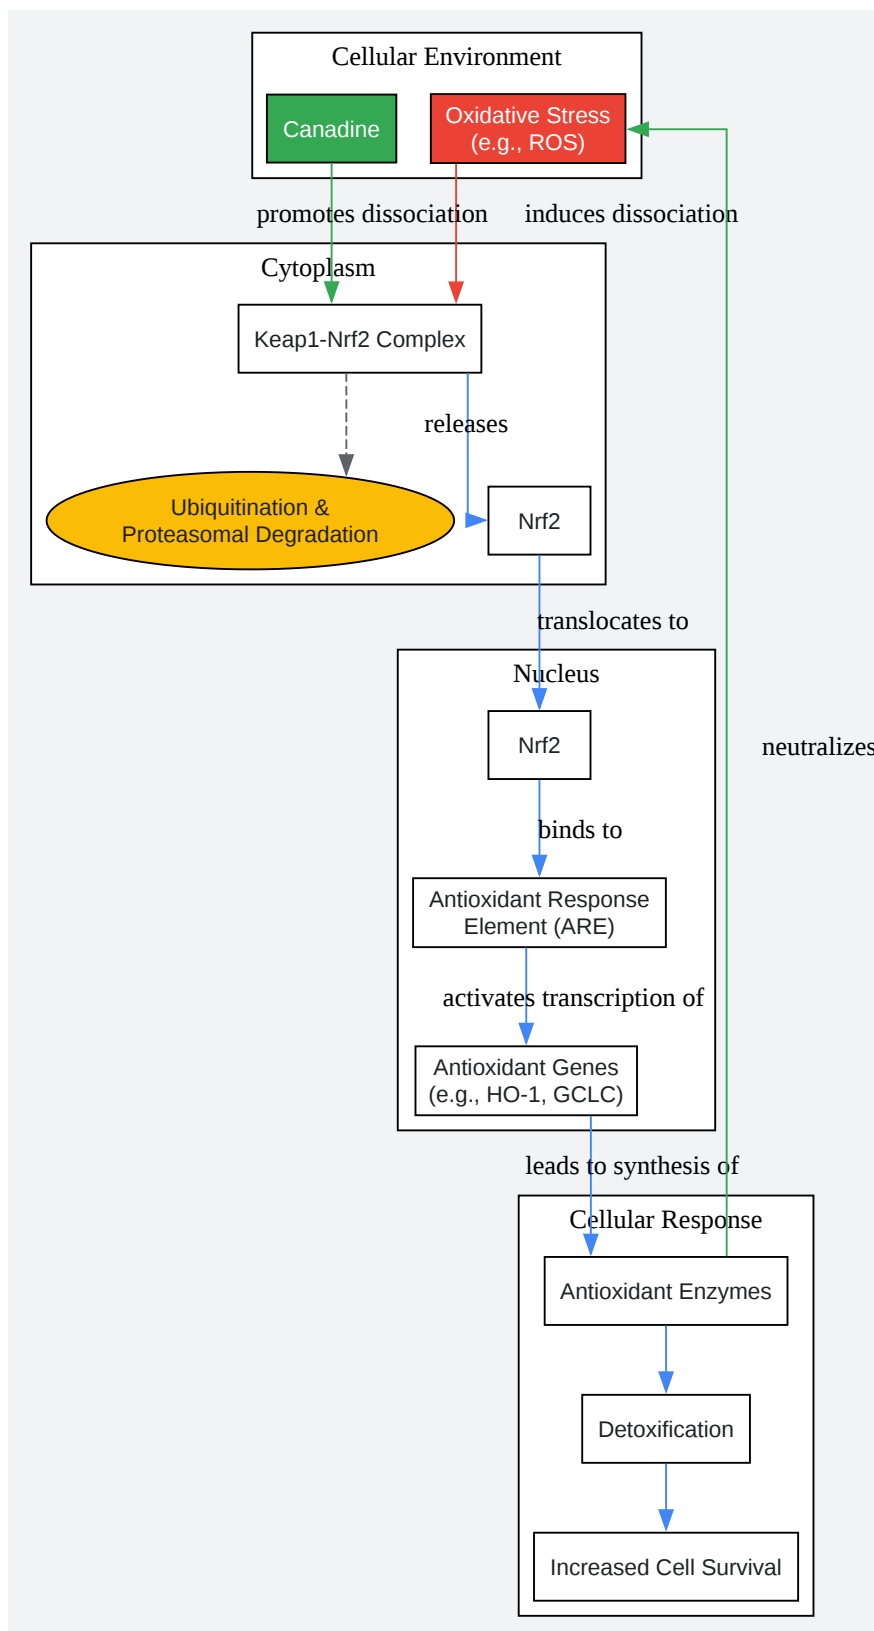 Cellular Environment
Canadine
Oxidative Stress
(e.g., ROS)
promotes dissociation
induces dissociation
Cytoplasm
Keap1-Nrf2 Complex
releases
Ubiquitination &
Proteasomal Degradation
Nrf2
translocates to
Nucleus
Nrf2
neutralizes
binds to
Antioxidant Response
Element (ARE)
activates transcription of
Antioxidant Genes
(e.g., HO-1, GCLC)
leads to synthesis of
Cellular Response
Antioxidant Enzymes
Detoxification
Increased Cell Survival